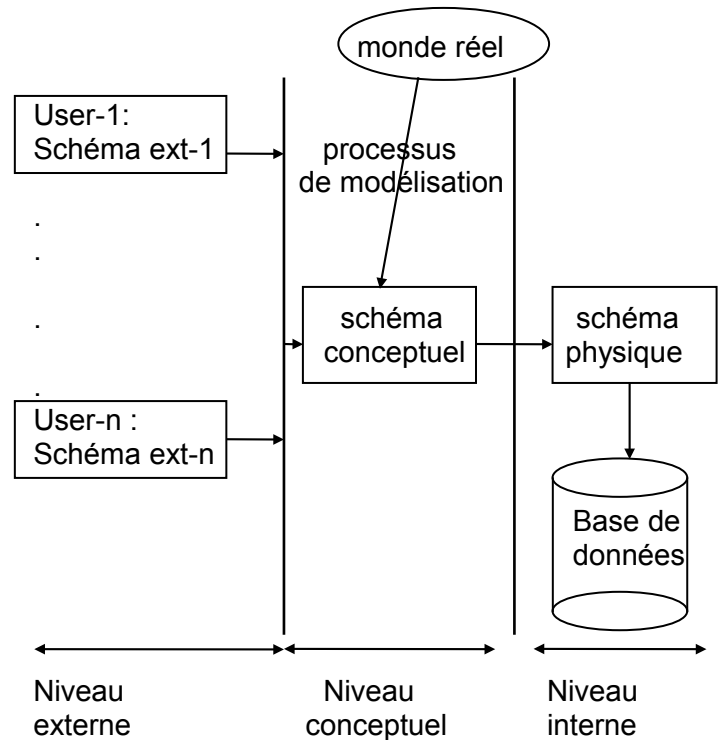 monde réel
User-1:
Schéma ext-1
processus
de modélisation
.
.
.
.
schéma
conceptuel
schéma
physique
User-n :
Schéma ext-n
Base de
données
Niveau
externe
Niveau
conceptuel
Niveau
interne